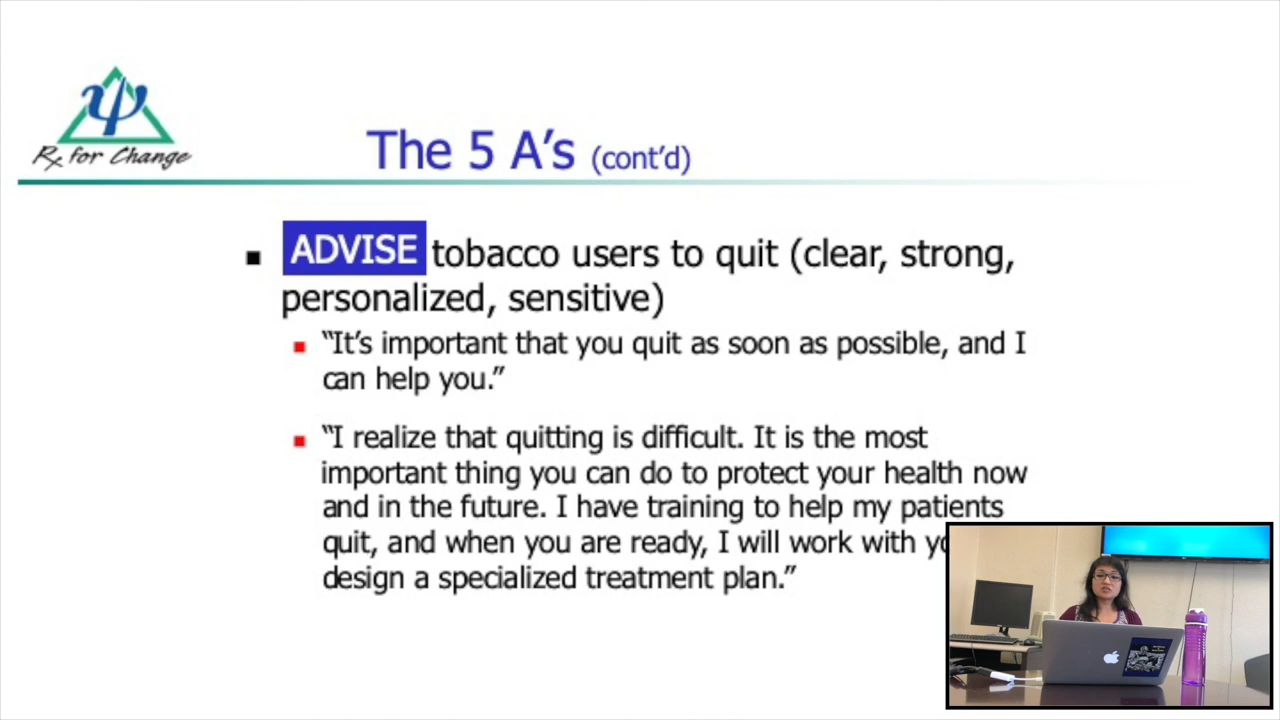 Rx for Change
The 5 A's (cont'd)
ADVISE tobacco users to quit (clear, strong,
personalized, sensitive)
“It's important that you quit as soon as possible, and I
can help you.”
“I realize that quitting is difficult. It is the most
important thing you can do to protect your health now
and in the future. I have training to help my patients
quit, and when you are ready, I will work with
design a specialized treatment plan.”